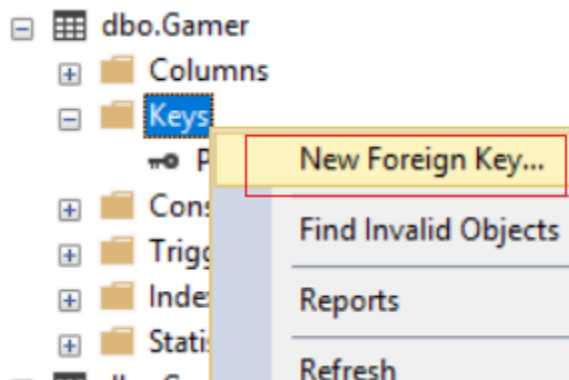 dbo.Gamer
Columns
Keys
New Foreign Key...
Find Invalid Objects
Reports
Refresh